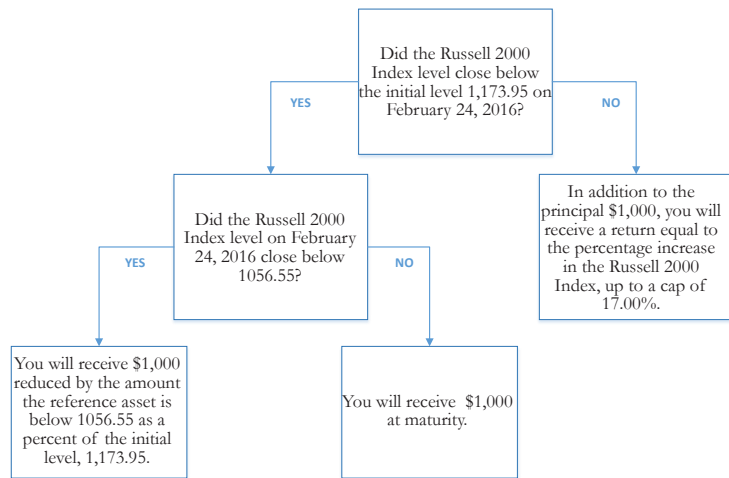 Did the Russell 2000
Index level close below
the initial level 1,173.95 on
February 24, 2016?
YES
NO
Did the Russell 2000
Index level on February
24, 2016 close below
1056.55?
In addition to the
principal $1,000, you will
receive a return equal to
the percentage increase
in the Russell 2000
Index, up to a cap of
17.00%.
YES
NO
You will receive $1,000
reduced by the amount
the reference asset is
below 1056.55 as a
percent of the initial
level, 1,173.95.
You will receive $1,000
at maturity.